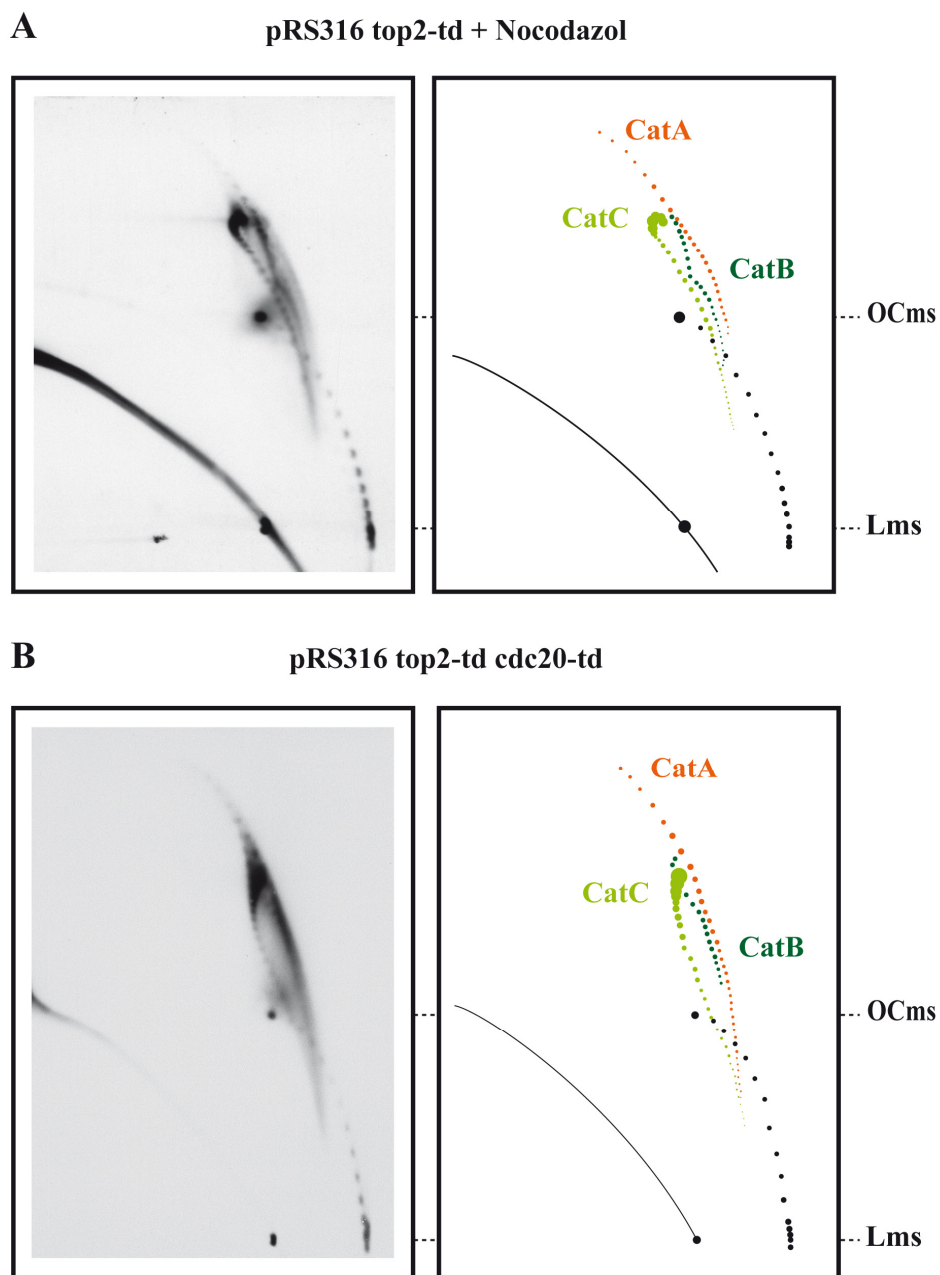 A
pRS316 top2-td + Nocodazol
CatA
CatC
CatB
OCms
Lms
B
pRS316 top2-td cdc20-td
CatA
CatC
CatB
OCms
Lms